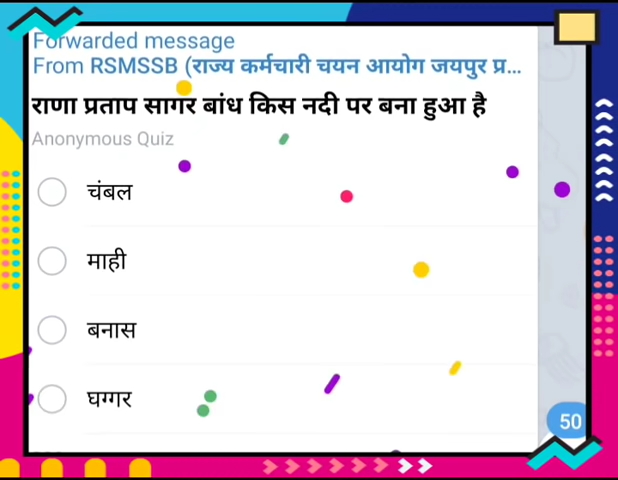 Forwarded message
From RSMSSB (राज्य कर्मचारी चयन आयोग जयपुर प्र...
राणा प्रताप सागर बांध किस नदी पर बना हुआ है
Anonymous Quiz
चंबल
माही
बनास
घग्गर
50